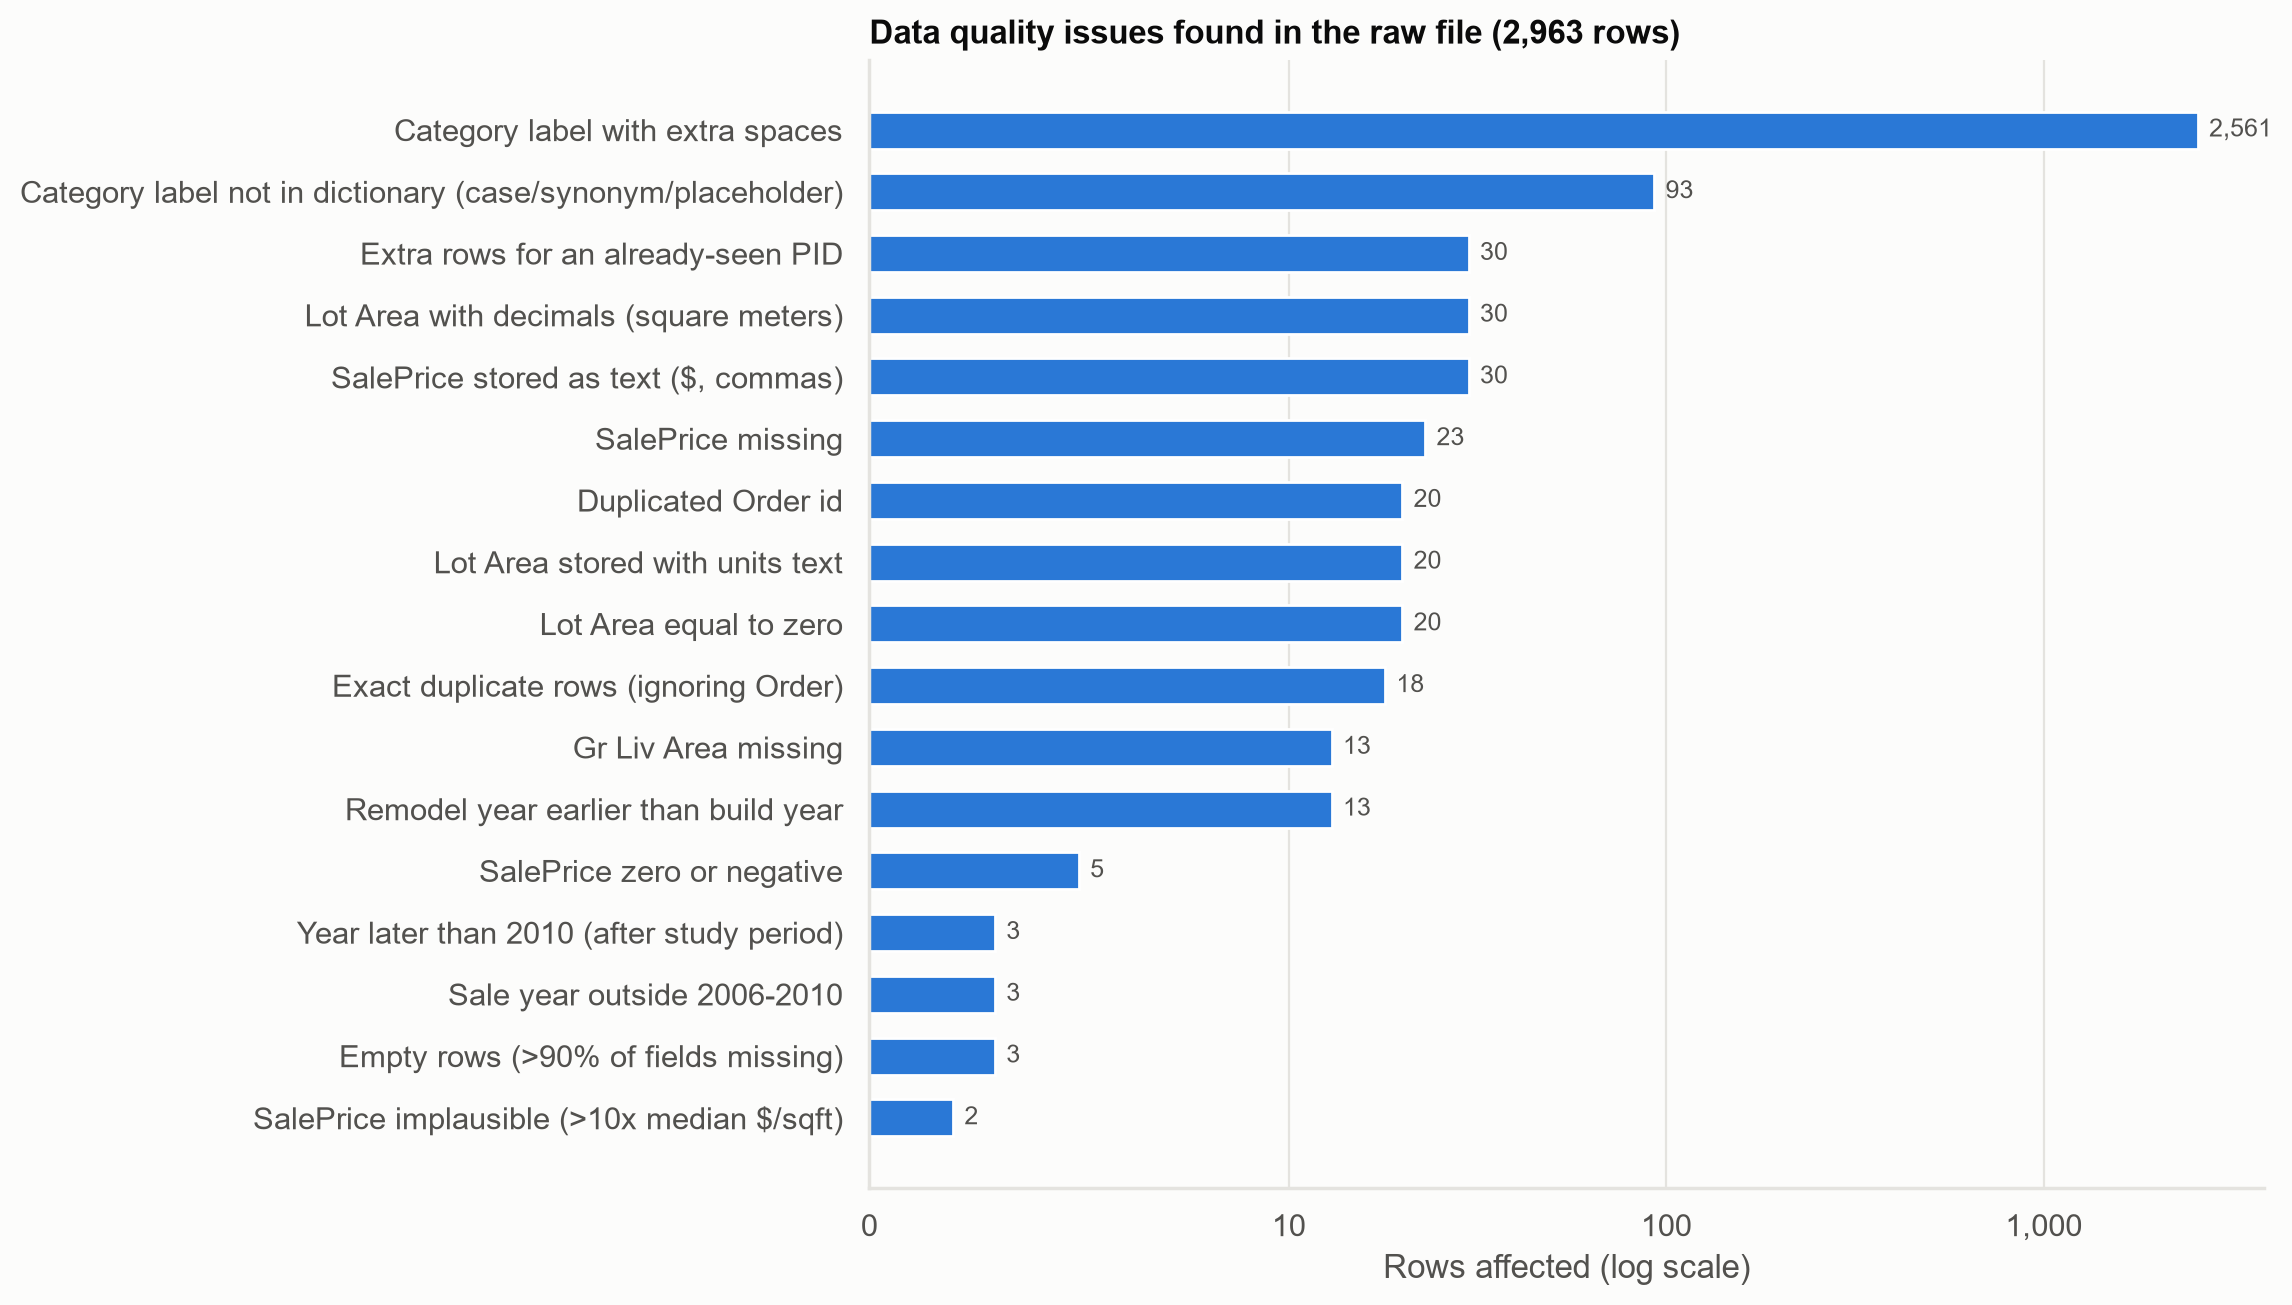 Data quality issues found in the raw file (2,963 rows)
Category label with extra spaces 2,561
Category label not in dictionary (case/synonym/placeholder) 93
Extra rows for an already-seen PID 30
Lot Area with decimals (square meters) 30
SalePrice stored as text ($, commas) 30
SalePrice missing 23
Duplicated Order id 20
Lot Area stored with units text 20
Lot Area equal to zero 20
Exact duplicate rows (ignoring Order) 18
Gr Liv Area missing 13
Remodel year earlier than build year 13
SalePrice zero or negative 5
Year later than 2010 (after study period) 3
Sale year outside 2006-2010 3
Empty rows (>90% of fields missing) 3
SalePrice implausible (>10x median $/sqft) 2
0 10 100 1,000
Rows affected (log scale)